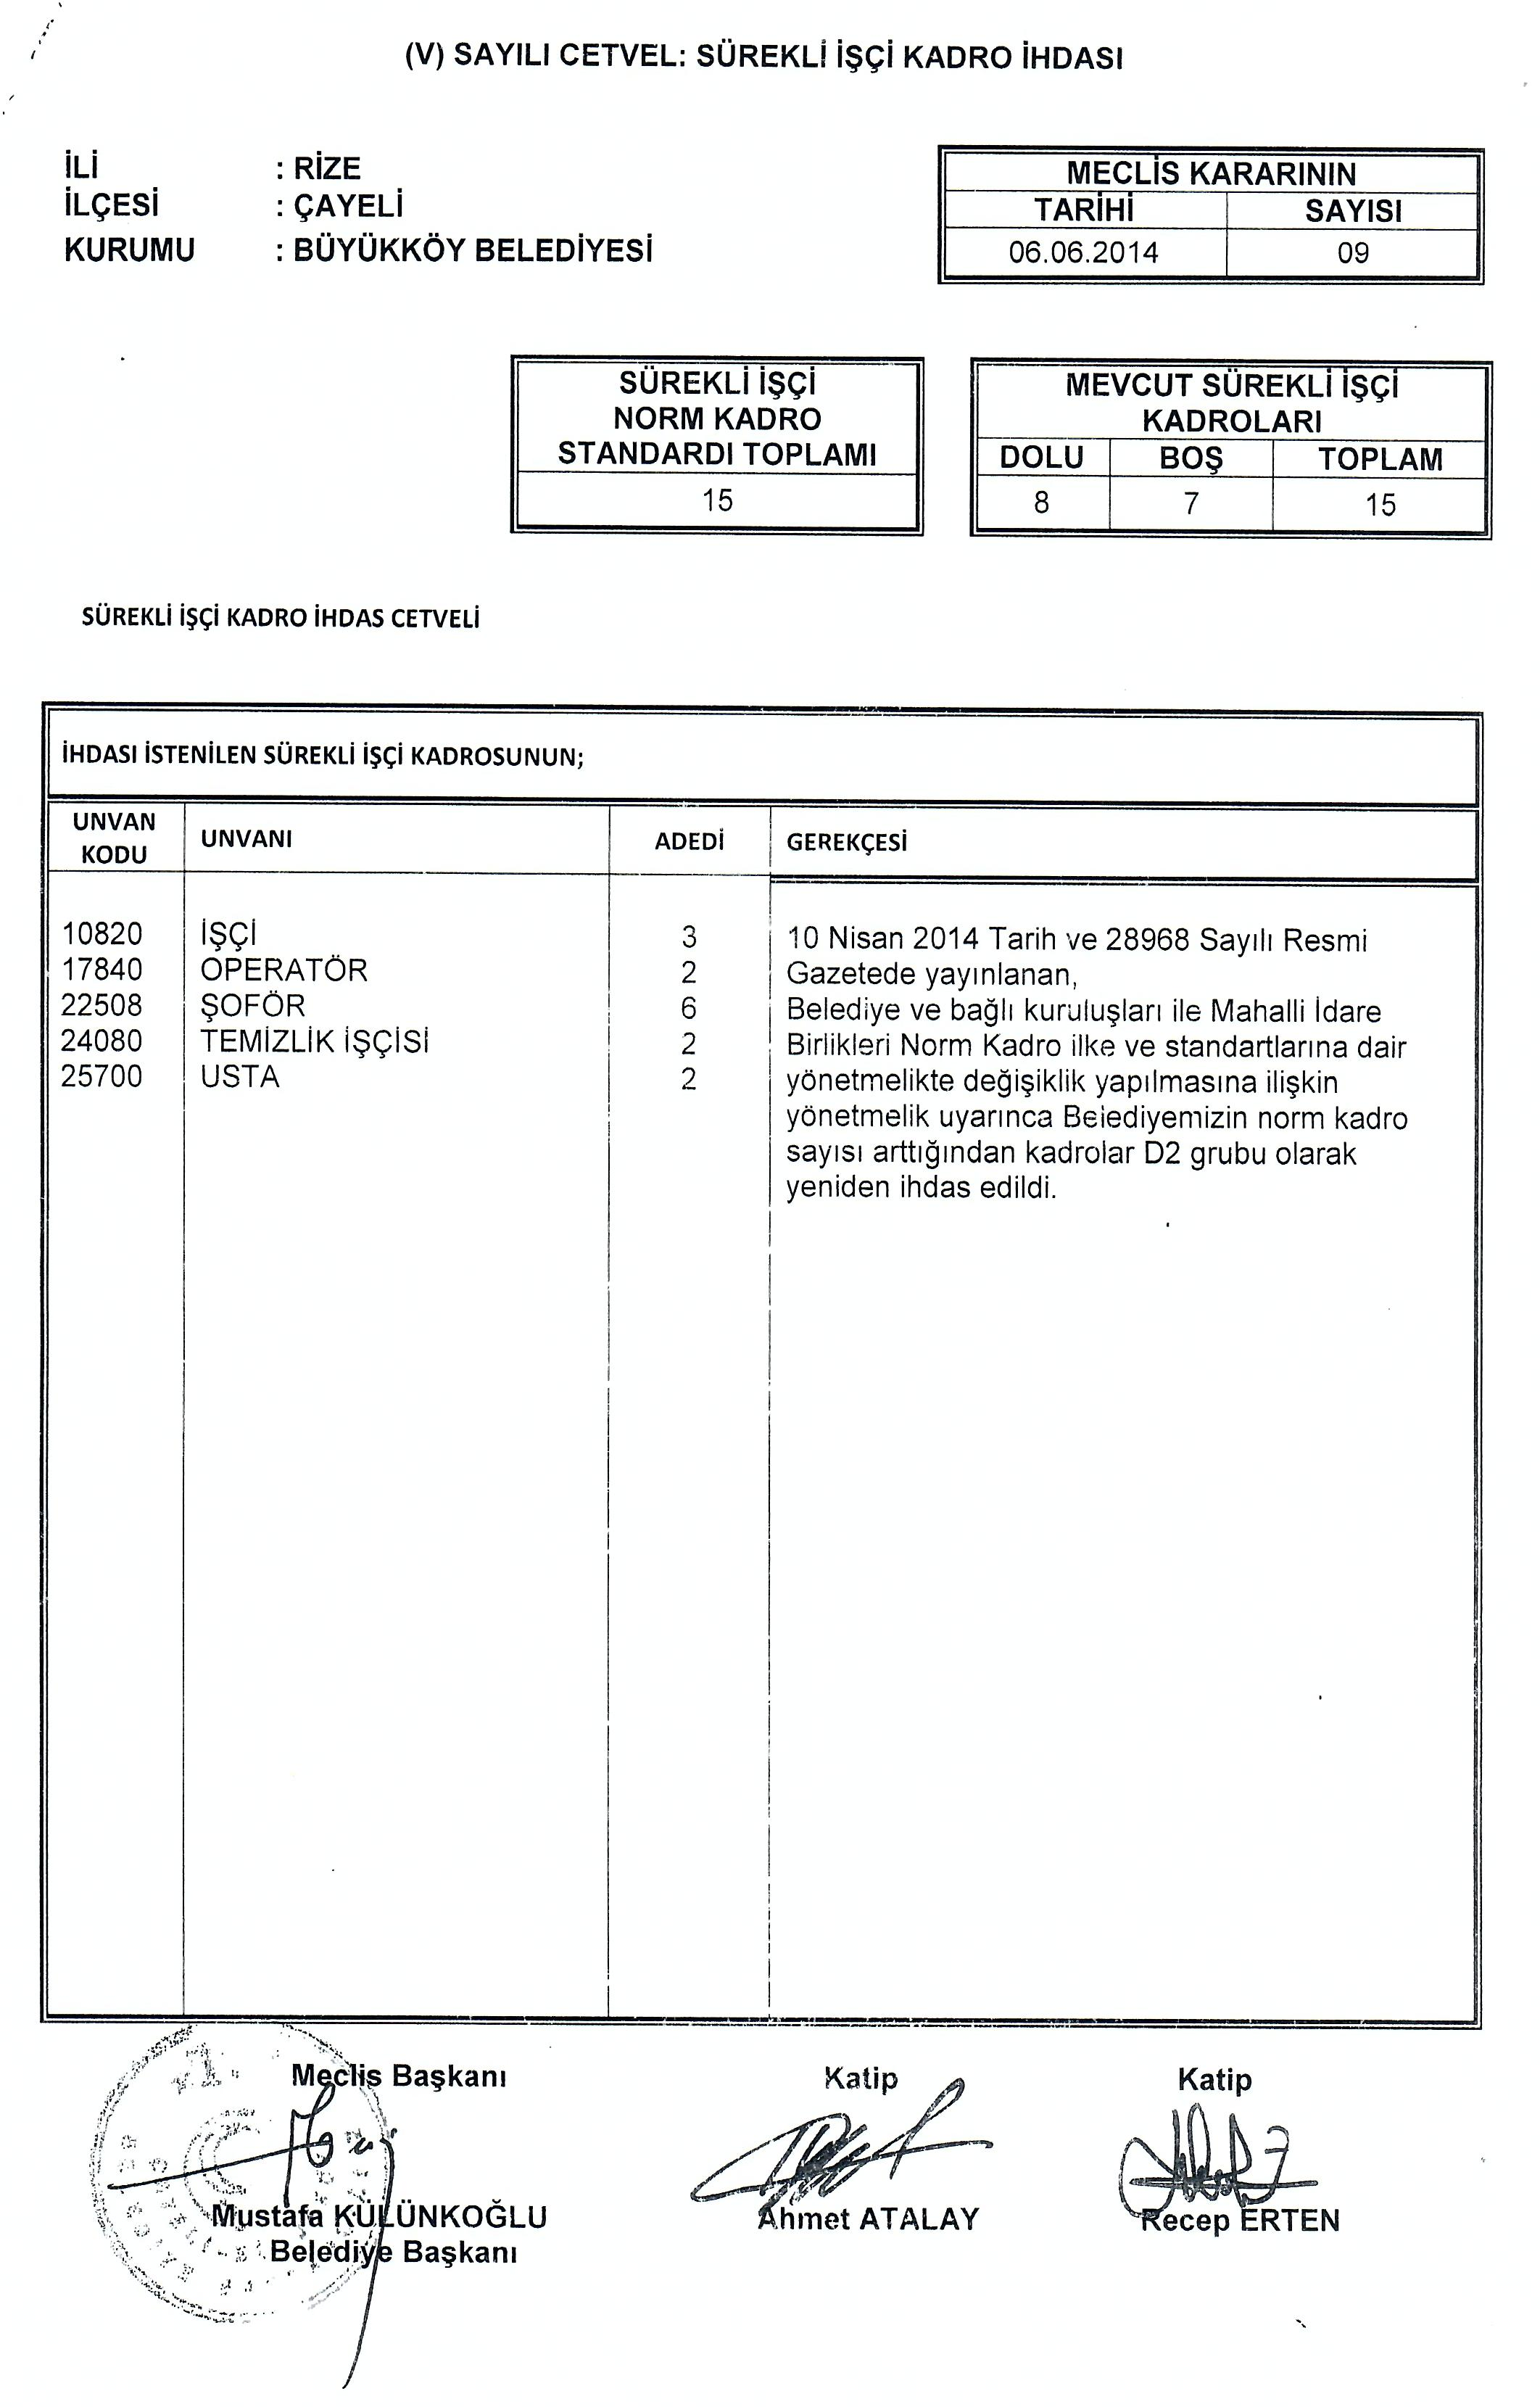 (V) SAYILI CETVEL: SÜREKLİ İŞÇİ KADRO İHDASI
İLİ : RİZE
İLÇESİ : ÇAYELİ
KURUMU : BÜYÜKKÖY BELEDİYESİ
MECLİS KARARININ
TARİHİ SAYISI
06.06.2014 09
SÜREKLİ İŞÇİ
NORM KADRO
STANDARDI TOPLAMI
15
MEVCUT SÜREKLİ İŞÇİ
KADROLARI
DOLU BOŞ TOPLAM
8 7 15
SÜREKLİ İŞÇİ KADRO İHDAS CETVELİ
İHDASI İSTENİLEN SÜREKLİ İŞÇİ KADROSUNUN;
UNVAN
KODU
UNVANI ADEDİ GEREKÇESİ
10820 İŞÇİ 3
17840 OPERATÖR 2
22508 ŞOFÖR 6
24080 TEMİZLİK İŞÇİSİ 2
25700 USTA 2
10 Nisan 2014 Tarih ve 28968 Sayılı Resmi
Gazetede yayınlanan,
Belediye ve bağlı kuruluşları ile Mahalli İdare
Birlikleri Norm Kadro ilke ve standartlarına dair
yönetmelikte değişiklik yapılmasına ilişkin
yönetmelik uyarınca Belediyemizin norm kadro
sayısı arttığından kadrolar D2 grubu olarak
yeniden ihdas edildi.
Meclis Başkanı
Mustafa KÜLÜNKOĞLU
Belediye Başkanı
Katip
Ahmet ATALAY
Katip
Recep ERTEN